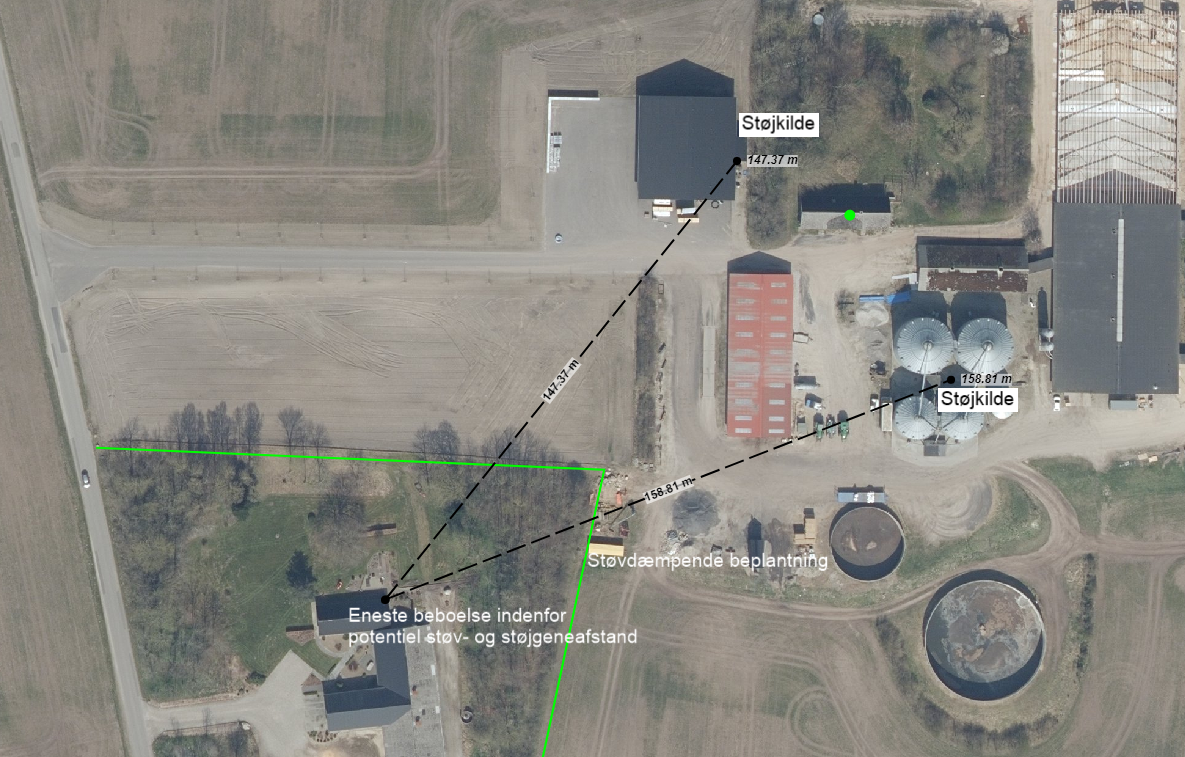 Støjkilde
147.37 m
147.37 m
158.81 m
Støjkilde
158.81 m
Støvdæmpende beplantning
Eneste beboelse indenfor
potentiel støv- og støjgeneafstand